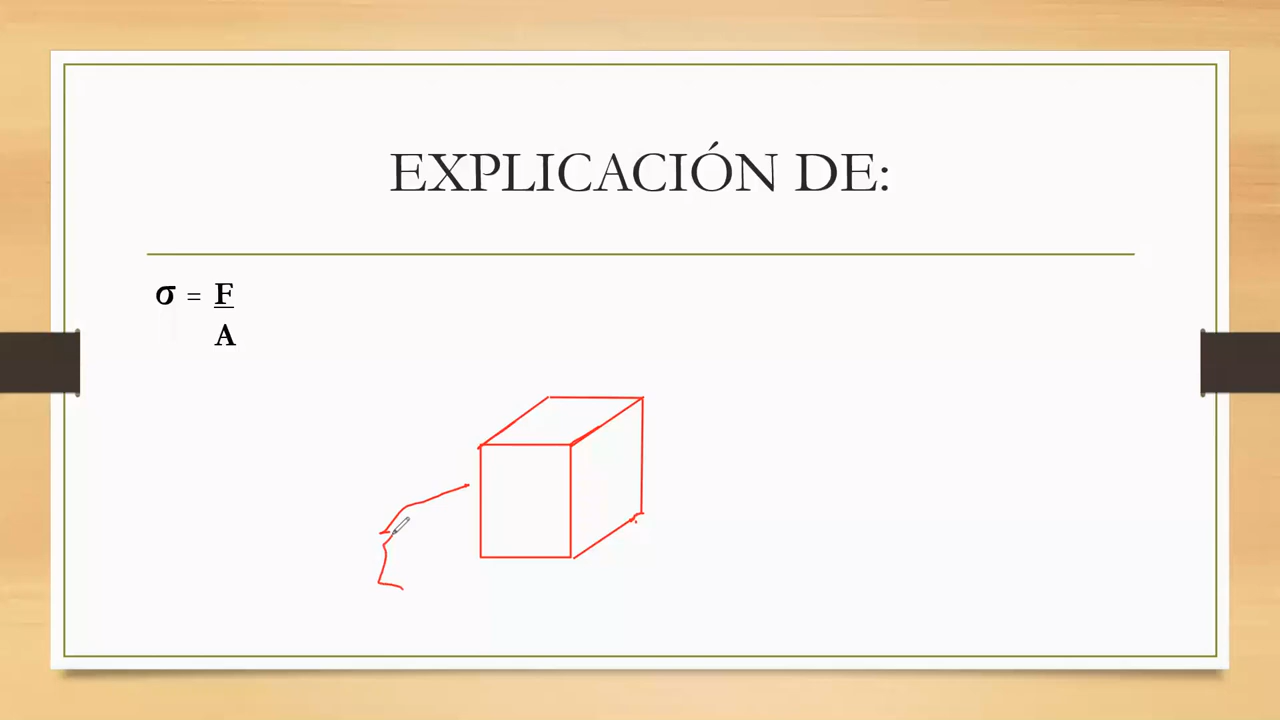 EXPLICACIÓN DE:
σ = F
A